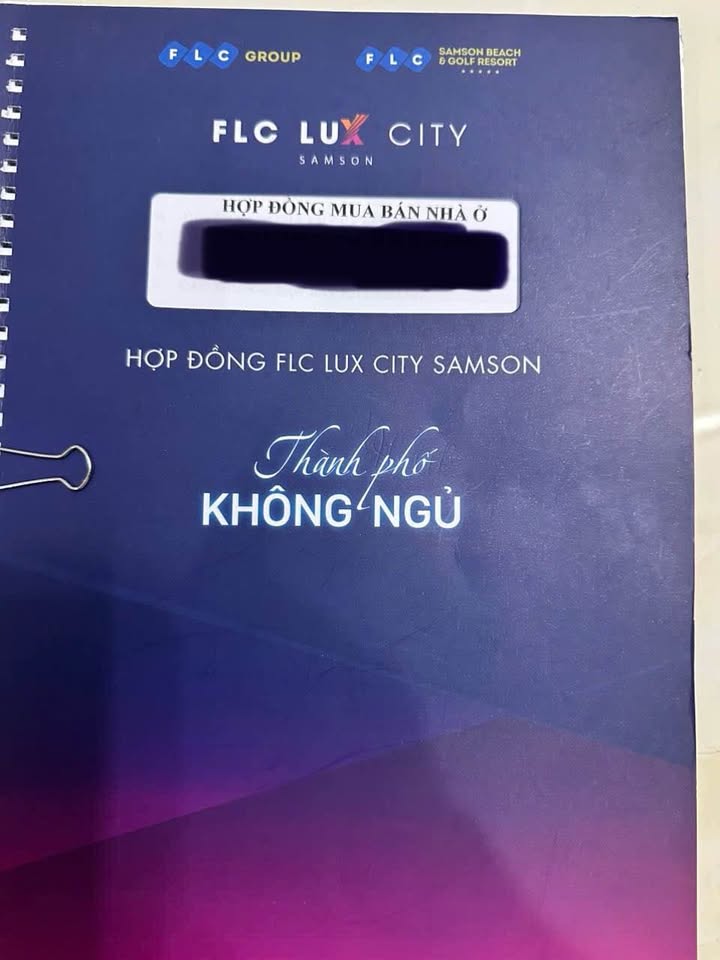 FLC GROUP
FLC SAMSON BEACH
& GOLF RESORT
FLC LUX CITY
SAMSON
HỢP ĐỒNG MUA BÁN NHÀ Ở
HỢP ĐỒNG FLC LUX CITY SAMSON
Thành phố
KHÔNG NGỦ